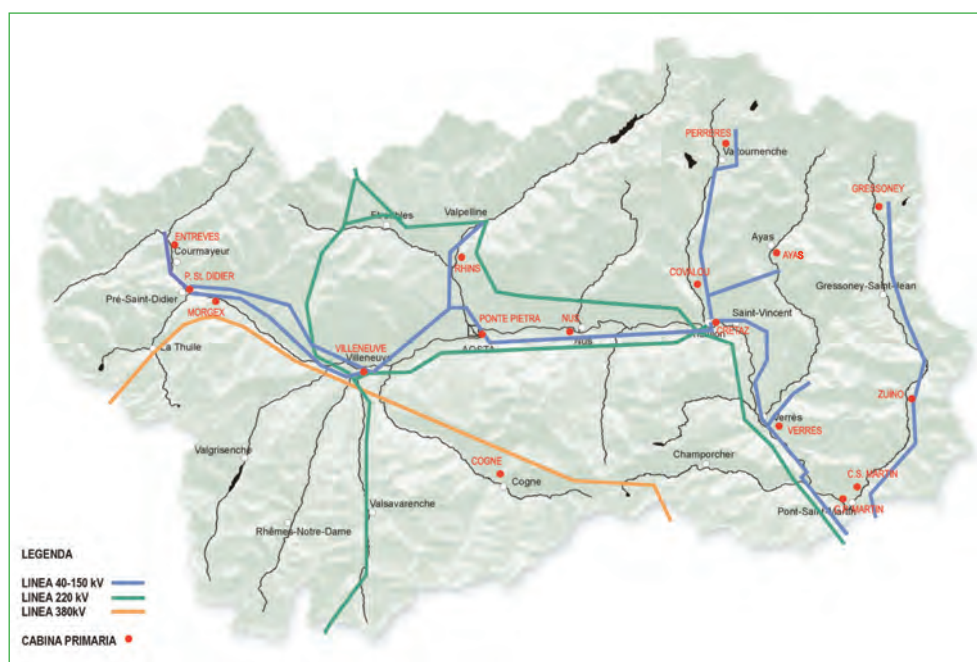 PERRERES
Valtournenche
GRESSONEY
Etroubles
Valpelline
ENTREVES
Courmayeur
Ayas
AYAS
RHINS
P. St. DIDIER
COVALOU
Gressoney-Saint-Jean
Pré-Saint-Didier
MORGEX
Saint-Vincent
PONTE PIETRA
NUS
CRETAZ
AOSTA
Nus
La Thuile
VILLENEUVE
Villeneuve
ZUINO
Verrès
VERRES
Valgrisenche
COGNE
Cogne
Champorcher
C.S. MARTIN
Valsavarenche
Pont-Saint-Martin
Rhêmes-Notre-Dame
LEGENDA
LINEA 40-150 kV
LINEA 220 kV
LINEA 380kV
CABINA PRIMARIA